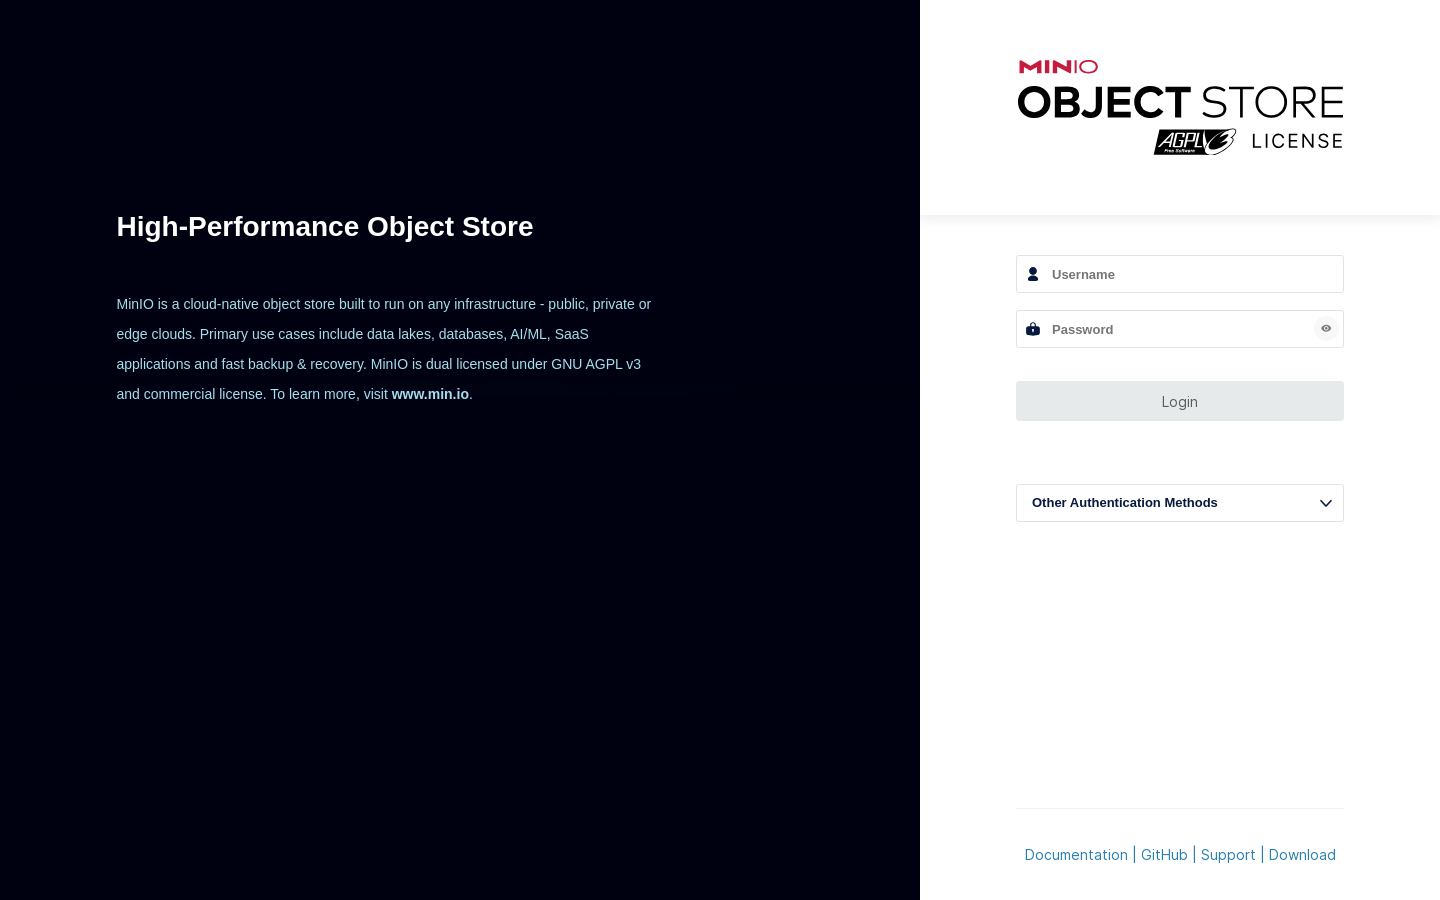 High-Performance Object Store
MinIO is a cloud-native object store built to run on any infrastructure - public, private or
edge clouds. Primary use cases include data lakes, databases, AI/ML, SaaS
applications and fast backup & recovery. MinIO is dual licensed under GNU AGPL v3
and commercial license. To learn more, visit www.min.io.
MINIO
OBJECT STORE
AGPL v3 LICENSE
Free Software
Username
Password
Login
Other Authentication Methods
Documentation | GitHub | Support | Download